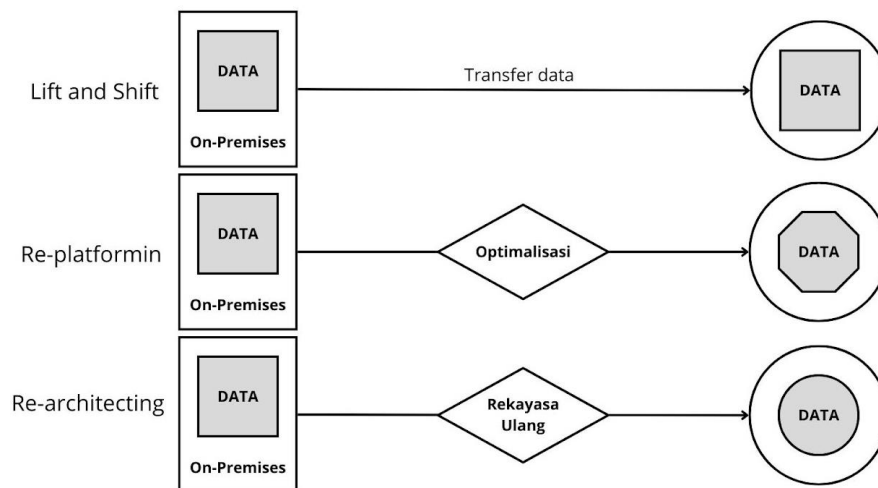 Lift and Shift
DATA
On-Premises
Transfer data
DATA
Re-platformin
DATA
On-Premises
Optimalisasi
DATA
Re-architecting
DATA
On-Premises
Rekayasa
Ulang
DATA